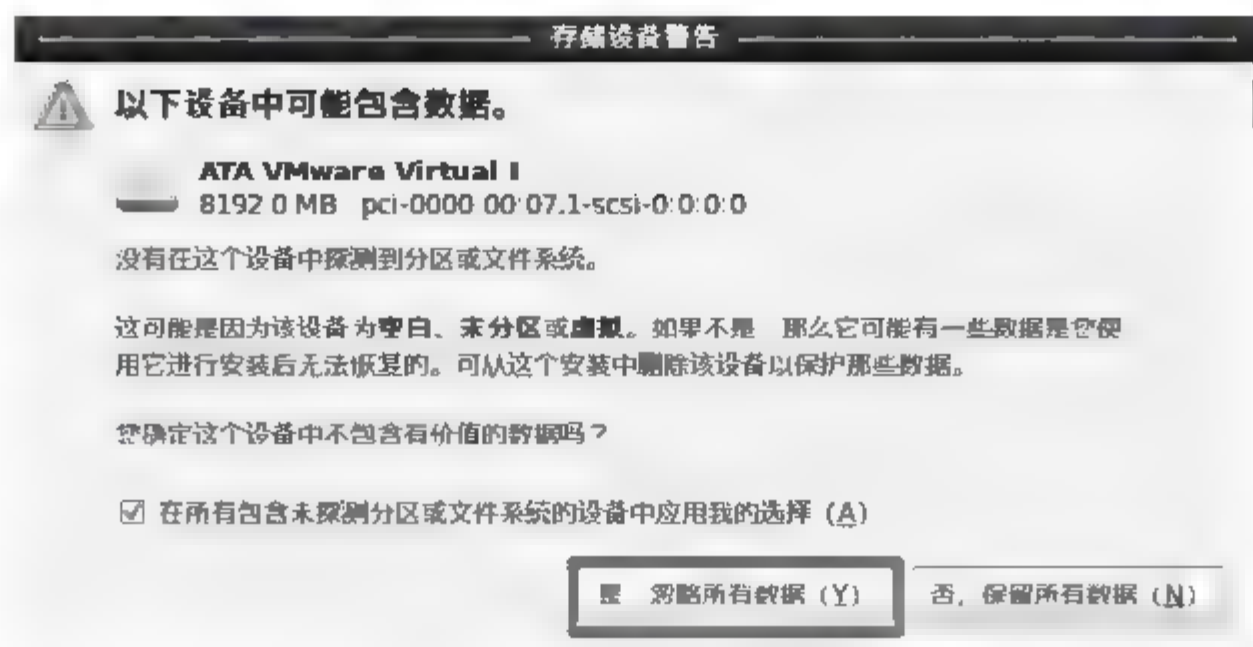 存储设备警告
以下设备中可能包含数据。
ATA VMware Virtual I
8192.0 MB pci-0000:00:07.1-scsi-0:0:0:0
没有在这个设备中探测到分区或文件系统。
这可能是因为该设备为空白、未分区或虚拟。如果不是 那么它可能有一些数据是您使
用它进行安装后无法恢复的。可从这个安装中删除该设备以保护那些数据。
您确定这个设备中不包含有价值的数据吗？
在所有包含未探测分区或文件系统的设备中应用我的选择 (A)
是 忽略所有数据 (Y)
否，保留所有数据 (N)